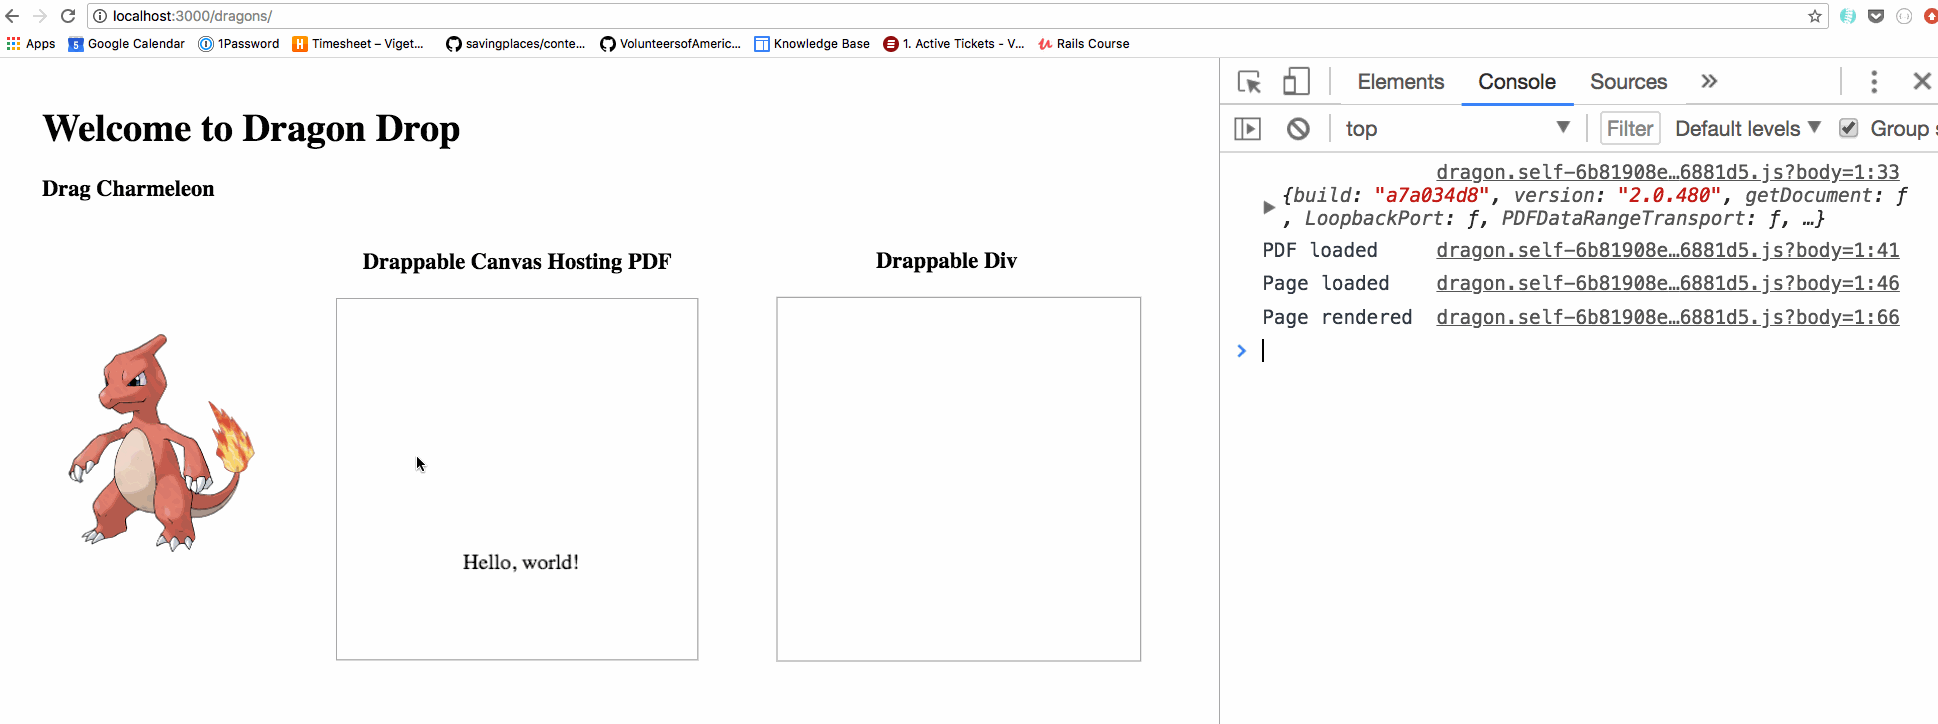 localhost:3000/dragons/
Apps Google Calendar 1Password Timesheet – Viget... savingplaces/conte... VolunteersofAmeric... Knowledge Base 1. Active Tickets - V... Rails Course
Welcome to Dragon Drop
Drag Charmeleon
Drappable Canvas Hosting PDF
Hello, world!
Drappable Div
Elements Console Sources »
top Filter Default levels Group s
dragon.self-6b81908e…6881d5.js?body=1:33
{build: "a7a034d8", version: "2.0.480", getDocument: ƒ
, LoopbackPort: ƒ, PDFDataRangeTransport: ƒ, …}
PDF loaded dragon.self-6b81908e…6881d5.js?body=1:41
Page loaded dragon.self-6b81908e…6881d5.js?body=1:46
Page rendered dragon.self-6b81908e…6881d5.js?body=1:66